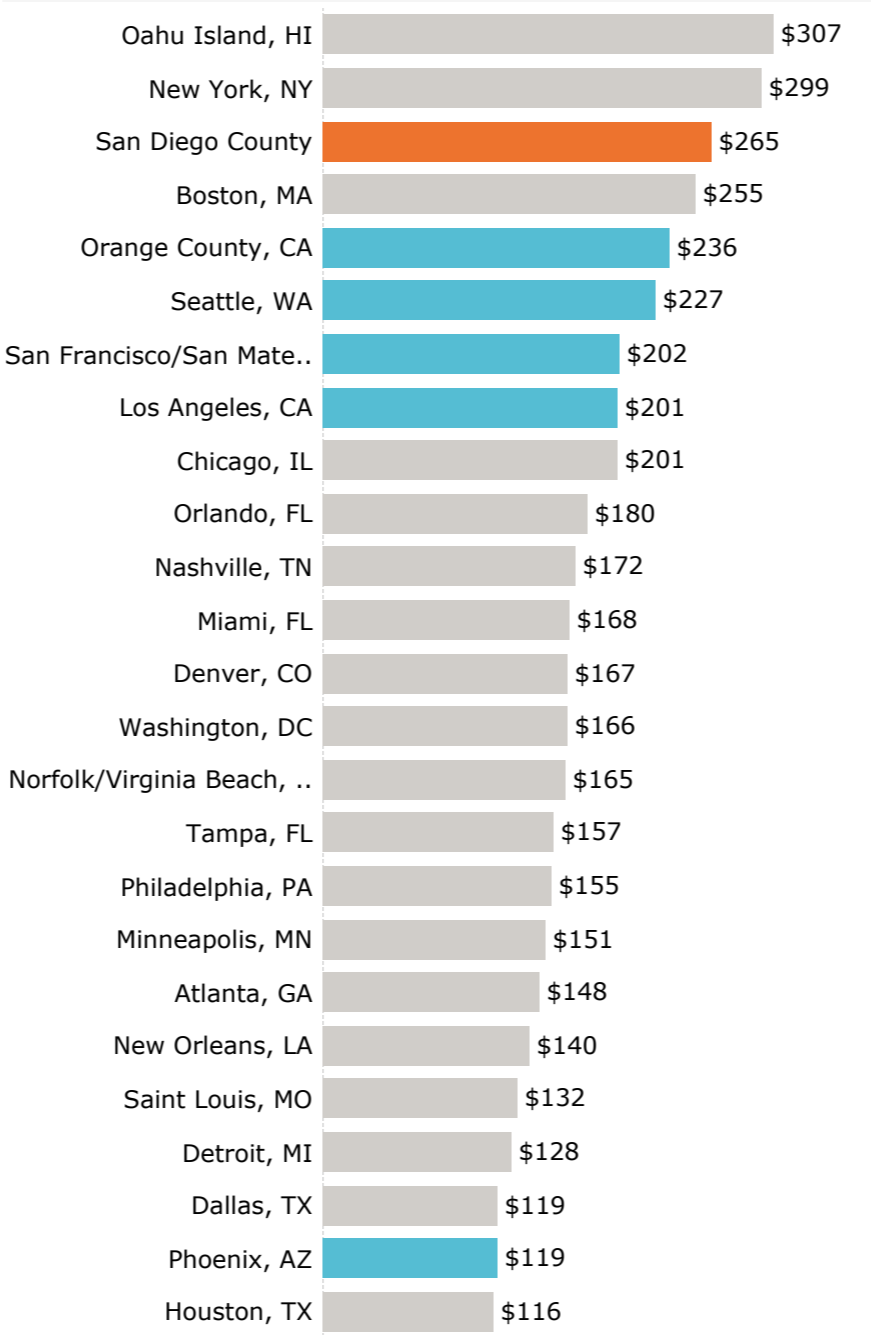 Oahu Island, HI $307
New York, NY $299
San Diego County $265
Boston, MA $255
Orange County, CA $236
Seattle, WA $227
San Francisco/San Mate.. $202
Los Angeles, CA $201
Chicago, IL $201
Orlando, FL $180
Nashville, TN $172
Miami, FL $168
Denver, CO $167
Washington, DC $166
Norfolk/Virginia Beach, .. $165
Tampa, FL $157
Philadelphia, PA $155
Minneapolis, MN $151
Atlanta, GA $148
New Orleans, LA $140
Saint Louis, MO $132
Detroit, MI $128
Dallas, TX $119
Phoenix, AZ $119
Houston, TX $116